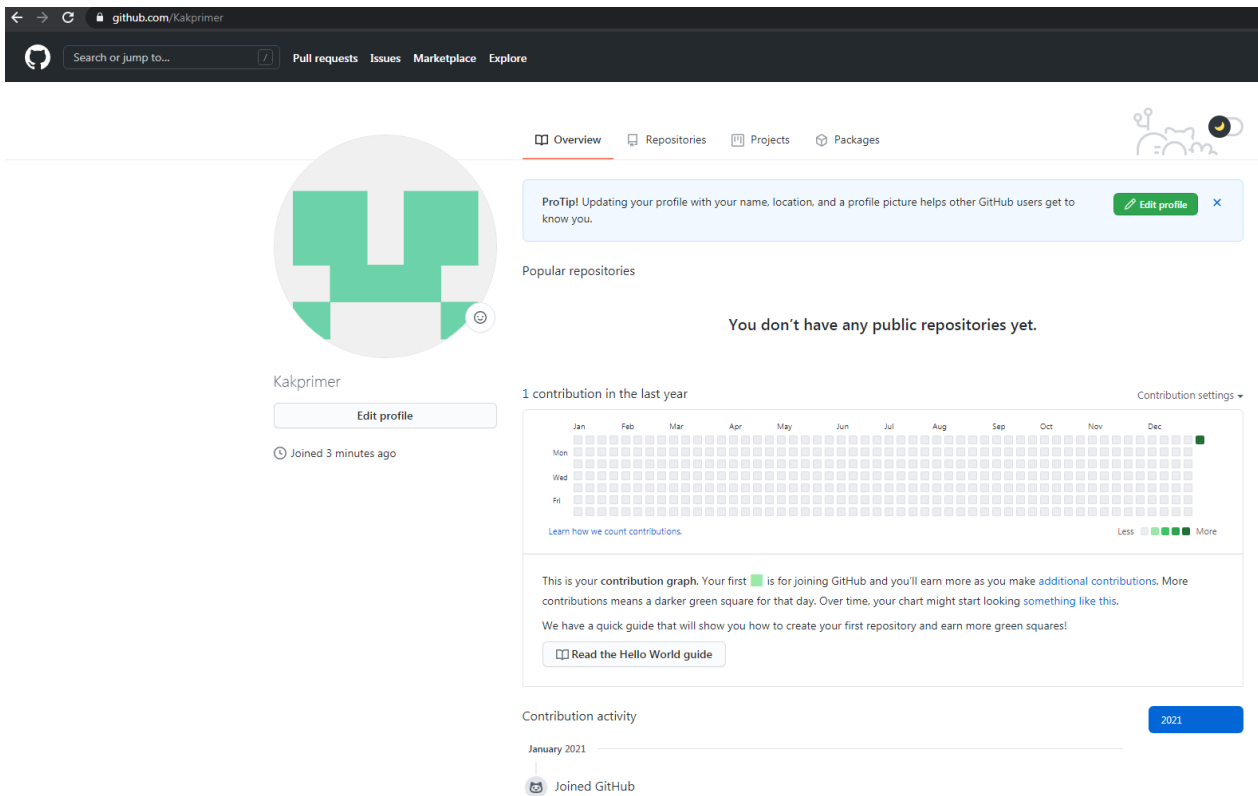 github.com/Kakprimer
Search or jump to... /
Pull requests Issues Marketplace Explore
Overview Repositories Projects Packages
ProTip! Updating your profile with your name, location, and a profile picture helps other GitHub users get to
know you.
Edit profile
Popular repositories
You don't have any public repositories yet.
Kakprimer
Edit profile
Joined 3 minutes ago
1 contribution in the last year
Contribution settings
Jan Feb Mar Apr May Jun Jul Aug Sep Oct Nov Dec
Mon
Wed
Fri
Learn how we count contributions.
Less More
This is your contribution graph. Your first is for joining GitHub and you'll earn more as you make additional contributions. More
contributions means a darker green square for that day. Over time, your chart might start looking something like this.
We have a quick guide that will show you how to create your first repository and earn more green squares!
Read the Hello World guide
Contribution activity
2021
January 2021
Joined GitHub